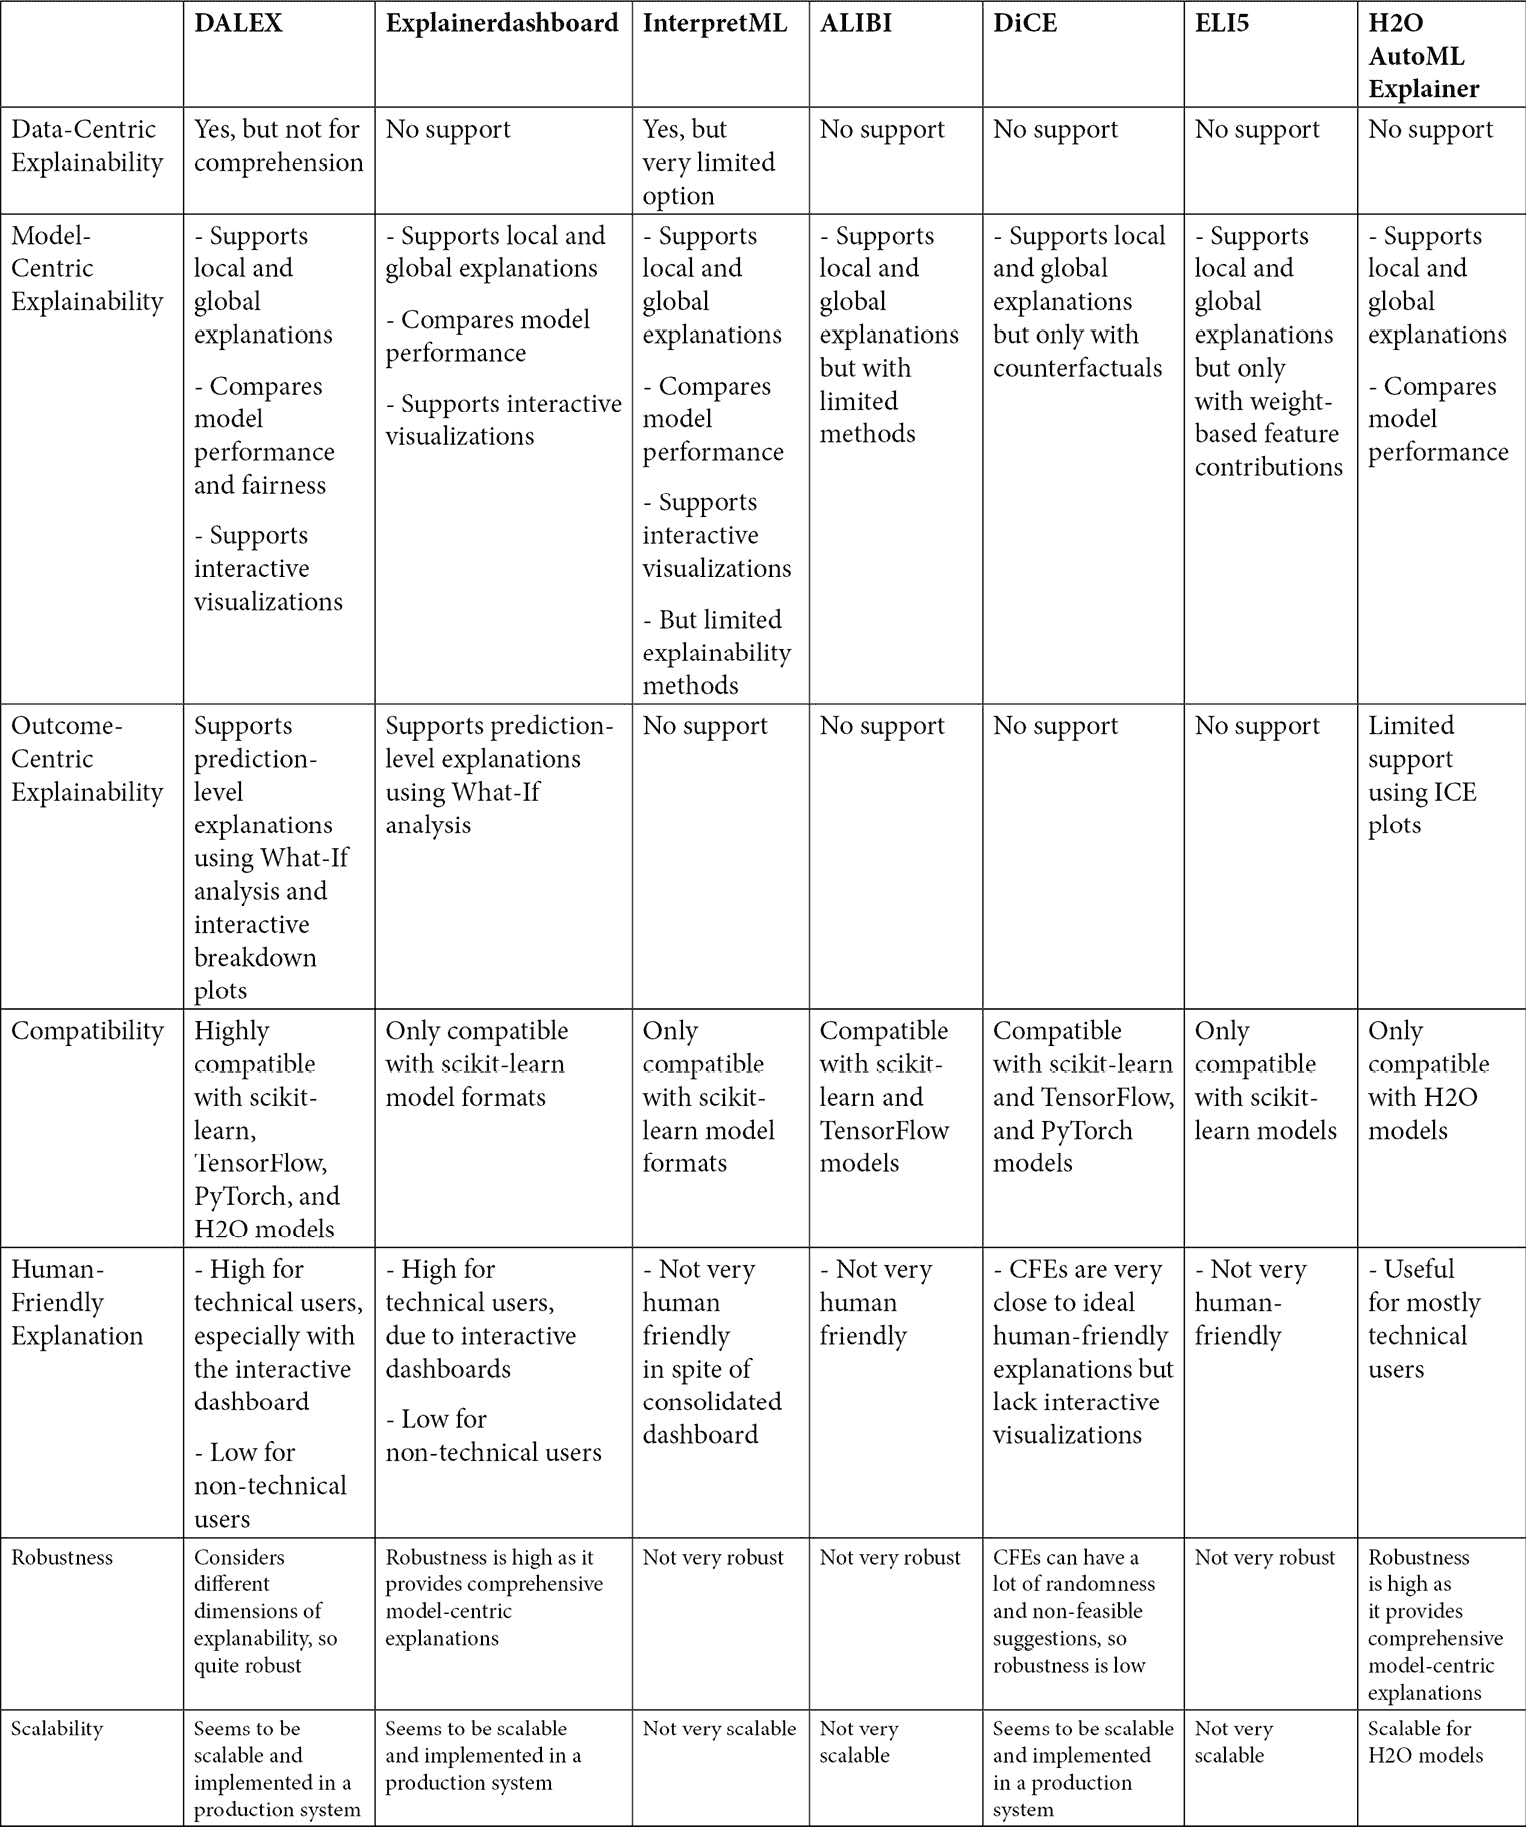 DALEX
Explainerdashboard
InterpretML
ALIBI
DiCE
ELI5
H2O
AutoML
Explainer
Data-Centric
Explainability
Yes, but not for
comprehension
No support
Yes, but
very limited
option
No support
No support
No support
No support
Model-
Centric
Explainability
- Supports
local and
global
explanations
- Compares
model
performance
and fairness
- Supports
interactive
visualizations
- Supports local and
global explanations
- Compares model
performance
- Supports interactive
visualizations
- Supports
local and
global
explanations
- Compares
model
performance
- Supports
interactive
visualizations
- But limited
explainability
methods
- Supports
local and
global
explanations
but with
limited
methods
- Supports local
and global
explanations
but only with
counterfactuals
- Supports
local and
global
explanations
but only
with weight-
based feature
contributions
- Supports
local and
global
explanations
- Compares
model
performance
Outcome-
Centric
Explainability
Supports
prediction-
level
explanations
using What-If
analysis and
interactive
breakdown
plots
Supports prediction-
level explanations
using What-If
analysis
No support
No support
No support
No support
Limited
support
using ICE
plots
Compatibility
Highly
compatible
with scikit-
learn,
TensorFlow,
PyTorch, and
H2O models
Only compatible
with scikit-learn
model formats
Only
compatible
with scikit-
learn model
formats
Compatible
with scikit-
learn and
TensorFlow
models
Compatible
with scikit-learn
and TensorFlow,
and PyTorch
models
Only
compatible
with scikit-
learn models
Only
compatible
with H2O
models
Human-
Friendly
Explanation
- High for
technical users,
especially with
the interactive
dashboard
- Low for
non-technical
users
- High for
technical users,
due to interactive
dashboards
- Low for
non-technical users
- Not very
human
friendly
in spite of
consolidated
dashboard
- Not very
human
friendly
- CFEs are very
close to ideal
human-friendly
explanations but
lack interactive
visualizations
- Not very
human-
friendly
- Useful
for mostly
technical
users
Robustness
Considers
different
dimensions of
explanability, so
quite robust
Robustness is high as it
provides comprehensive
model-centric
explanations
Not very robust
Not very robust
CFEs can have a
lot of randomness
and non-feasible
suggestions, so
robustness is low
Not very robust
Robustness
is high as
it provides
comprehensive
model-centric
explanations
Scalability
Seems to be
scalable and
implemented in a
production system
Seems to be scalable
and implemented in a
production system
Not very scalable
Not very
scalable
Seems to be scalable
and implemented
in a production
system
Not very
scalable
Scalable for
H2O models